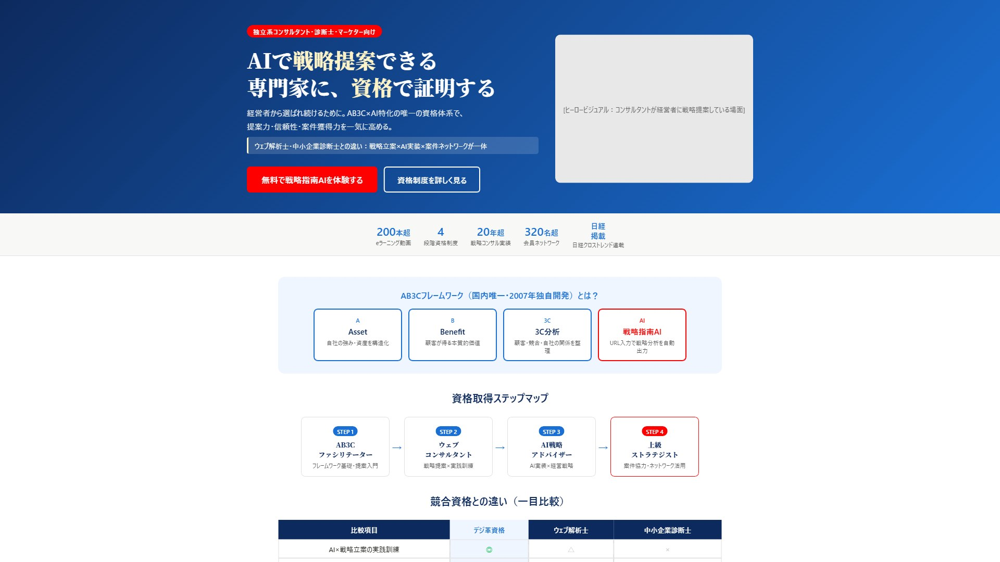 独立系コンサルタント・診断士・マーケター向け
AIで戦略提案できる
専門家に、資格で証明する
経営者から選ばれ続けるために。AB3C×AI特化の唯一の資格体系で、
提案力・信頼性・案件獲得力を一気に高める。
ウェブ解析士・中小企業診断士との違い：戦略立案×AI実装×案件ネットワークが一体
無料で戦略指南AIを体験する
資格制度を詳しく見る
[ヒーロービジュアル：コンサルタントが経営者に戦略提案している場面]
200本超
eラーニング動画
4
段階資格制度
20年超
戦略コンサル実績
320名超
会員ネットワーク
日経
掲載
日経クロストレンド連載
AB3Cフレームワーク（国内唯一・2007年独自開発）とは？
A
Asset
自社の強み・資産を構造化
B
Benefit
顧客が得る本質的価値
3C
3C分析
顧客・競合・自社の関係を整
理
AI
戦略指南AI
URL入力で戦略分析を自動
出力
資格取得ステップマップ
STEP 1
AB3C
ファシリテーター
フレームワーク基礎・提案入門
→
STEP 2
ウェブ
コンサルタント
戦略提案×実践訓練
→
STEP 3
AI戦略
アドバイザー
AI実装×経営戦略
→
STEP 4
上級
ストラテジスト
案件協力・ネットワーク活用
競合資格との違い（一目比較）
比較項目 デジ革資格 ウェブ解析士 中小企業診断士
AI×戦略立案の実践訓練 ◎ △ ×